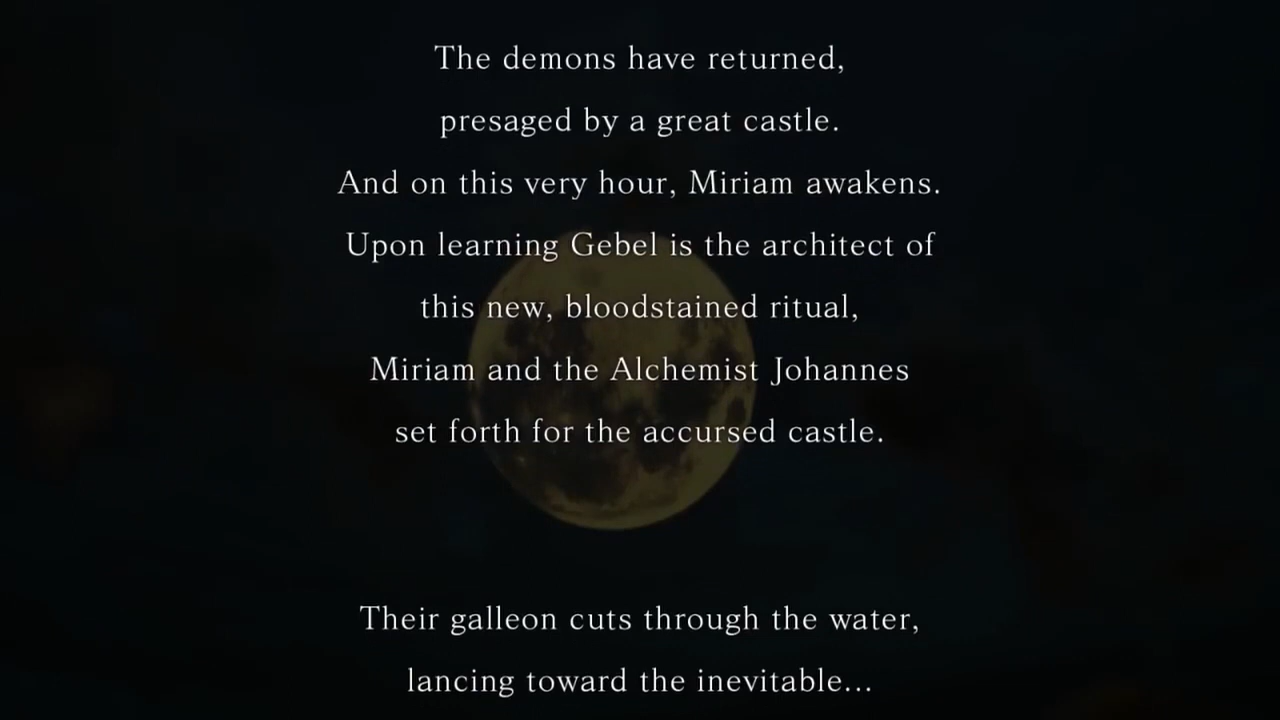 The demons have returned,
presaged by a great castle.
And on this very hour, Miriam awakens.
Upon learning Gebel is the architect of
this new, bloodstained ritual,
Miriam and the Alchemist Johannes
set forth for the accursed castle.
Their galleon cuts through the water,
lancing toward the inevitable...